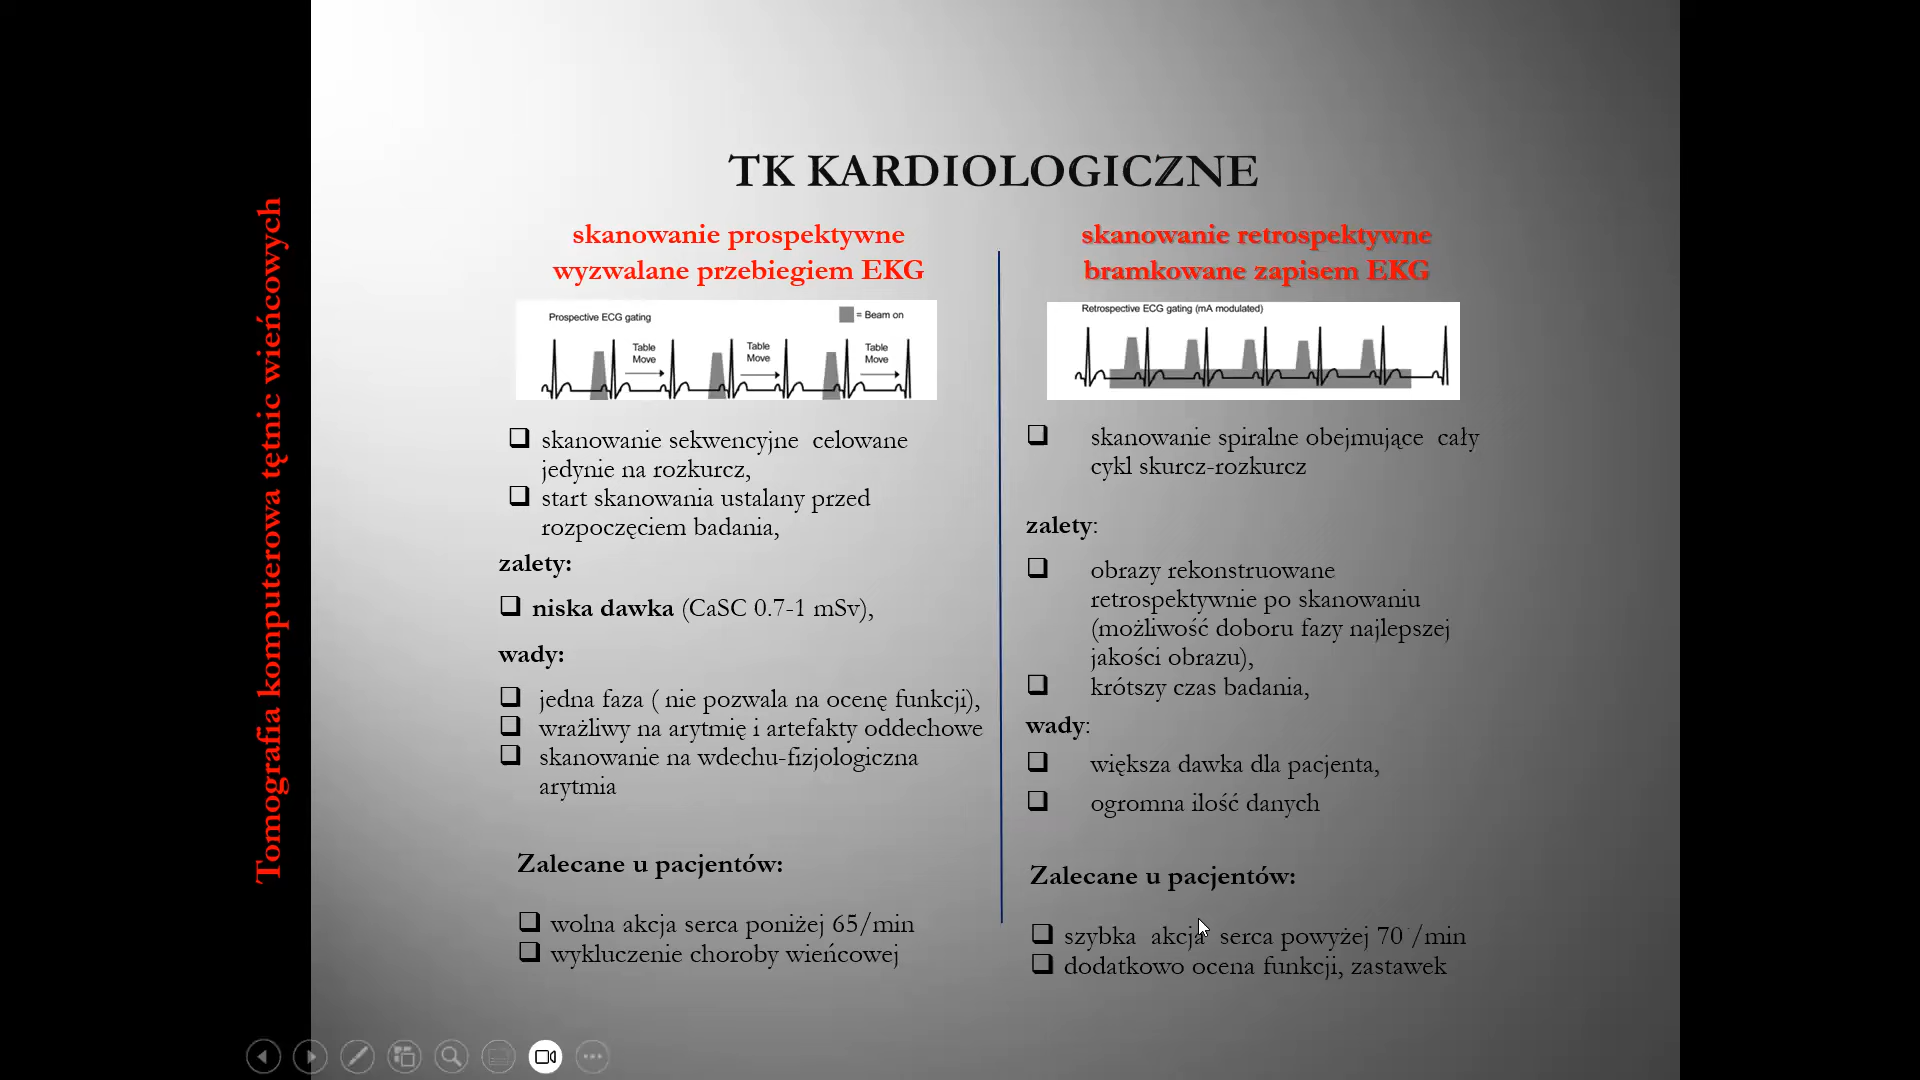 Tomografia komputerowa tętnic wieńcowych
TK KARDIOLOGICZNE
skanowanie prospektywne
wyzwalane przebiegiem EKG
Prospective ECG gating
= Beam on
Table
Move
Table
Move
Table
Move
skanowanie sekwencyjne celowane
jedynie na rozkurcz,
start skanowania ustalany przed
rozpoczęciem badania,
zalety:
niska dawka (CaSC 0.7-1 mSv),
wady:
jedna faza ( nie pozwala na ocenę funkcji),
wrażliwy na arytmię i artefakty oddechowe
skanowanie na wdechu-fizjologiczna
arytmia
Zalecane u pacjentów:
wolna akcja serca poniżej 65/min
wykluczenie choroby wieńcowej
skanowanie retrospektywne
bramkowane zapisem EKG
Retrospective ECG gating (mA modulated)
skanowanie spiralne obejmujące cały
cykl skurcz-rozkurcz
zalety:
obrazy rekonstruowane
retrospektywnie po skanowaniu
(możliwość doboru fazy najlepszej
jakości obrazu),
krótszy czas badania,
wady:
większa dawka dla pacjenta,
ogromna ilość danych
Zalecane u pacjentów:
szybka akcja serca powyżej 70 /min
dodatkowo ocena funkcji, zastawek